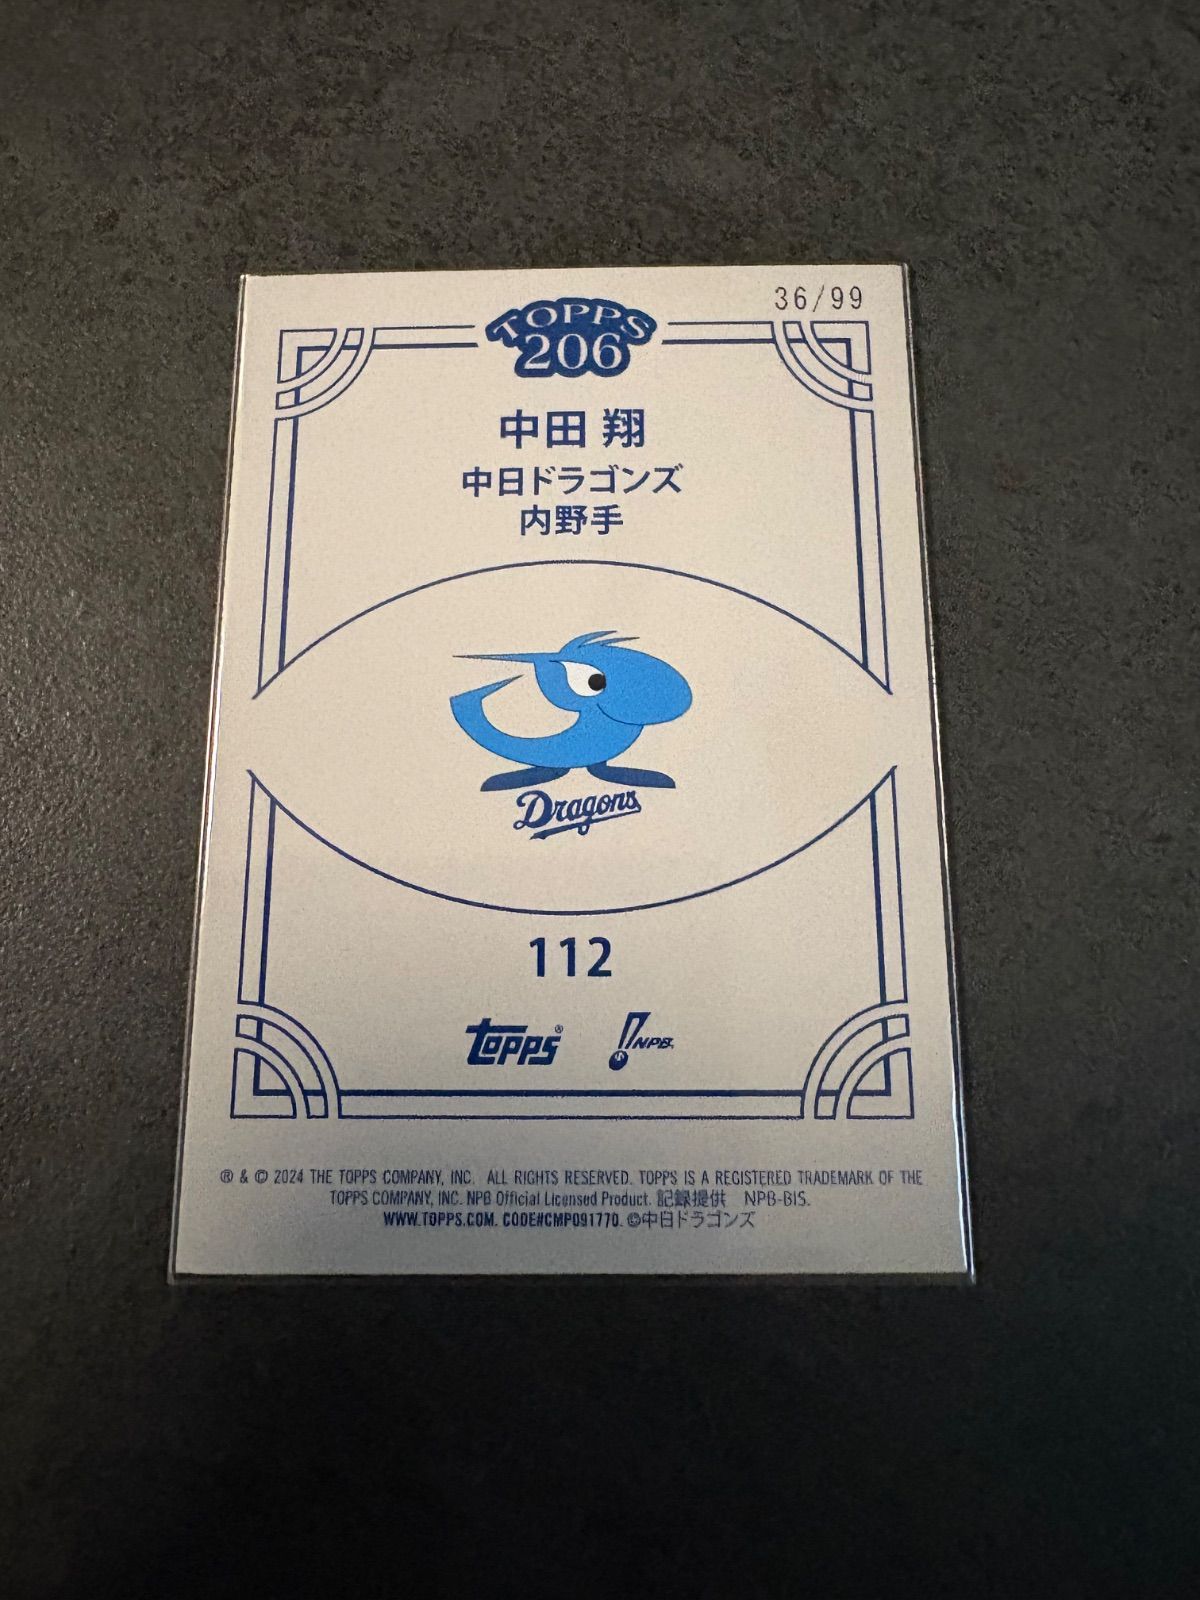 36/99
TOPPS
206
中田 翔
中日ドラゴンズ
内野手
Dragons
112
topps®
NPB
® & © 2024 THE TOPPS COMPANY, INC. ALL RIGHTS RESERVED. TOPPS IS A REGISTERED TRADEMARK OF THE
TOPPS COMPANY, INC. NPB Official Licensed Product. 記録提供 NPB-BIS.
WWW.TOPPS.COM. CODE#CMP091770. ©中日ドラゴンズ